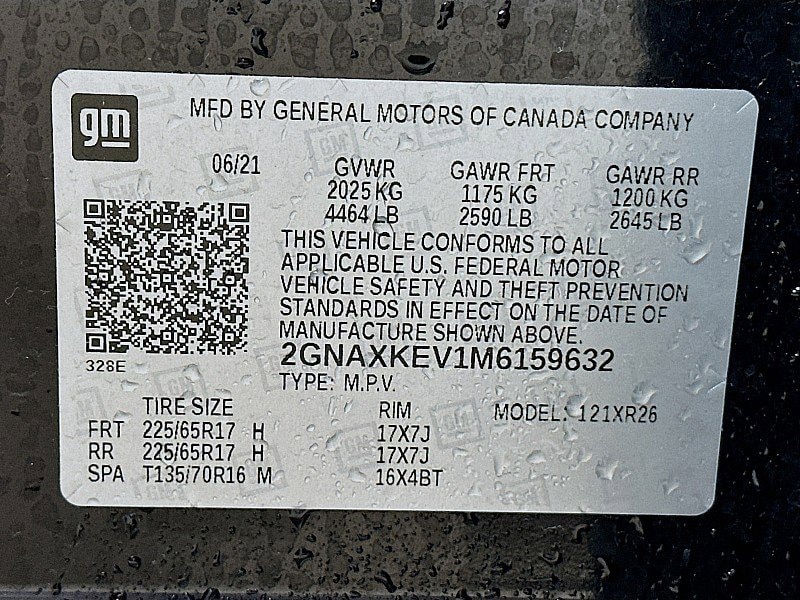 gm
MFD BY GENERAL MOTORS OF CANADA COMPANY
06/21 GVWR GAWR FRT GAWR RR
2025 KG 1175 KG 1200 KG
4464 LB 2590 LB 2645 LB
THIS VEHICLE CONFORMS TO ALL
APPLICABLE U.S. FEDERAL MOTOR
VEHICLE SAFETY AND THEFT PREVENTION
STANDARDS IN EFFECT ON THE DATE OF
MANUFACTURE SHOWN ABOVE.
2GNAXKEV1M6159632
328E
TYPE: M.P.V.
TIRE SIZE RIM MODEL: 121XR26
FRT 225/65R17 H 17X7J
RR 225/65R17 H 17X7J
SPA T135/70R16 M 16X4BT